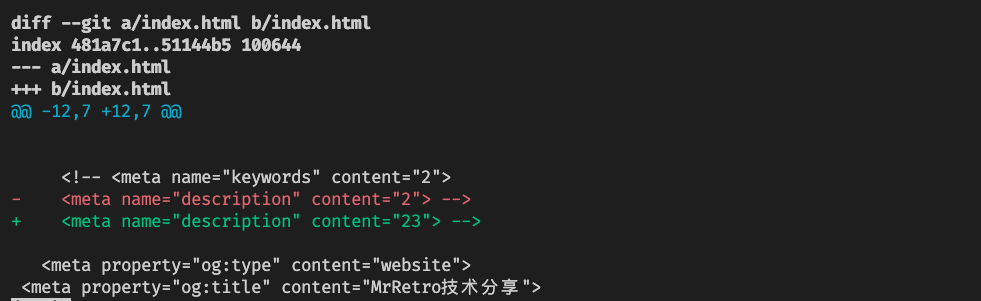 diff --git a/index.html b/index.html
index 481a7c1..51144b5 100644
--- a/index.html
+++ b/index.html
@@ -12,7 +12,7 @@
<!-- <meta name="keywords" content="2">
- <meta name="description" content="2"> -->
+ <meta name="description" content="23"> -->
<meta property="og:type" content="website">
<meta property="og:title" content="MrRetro技术分享">